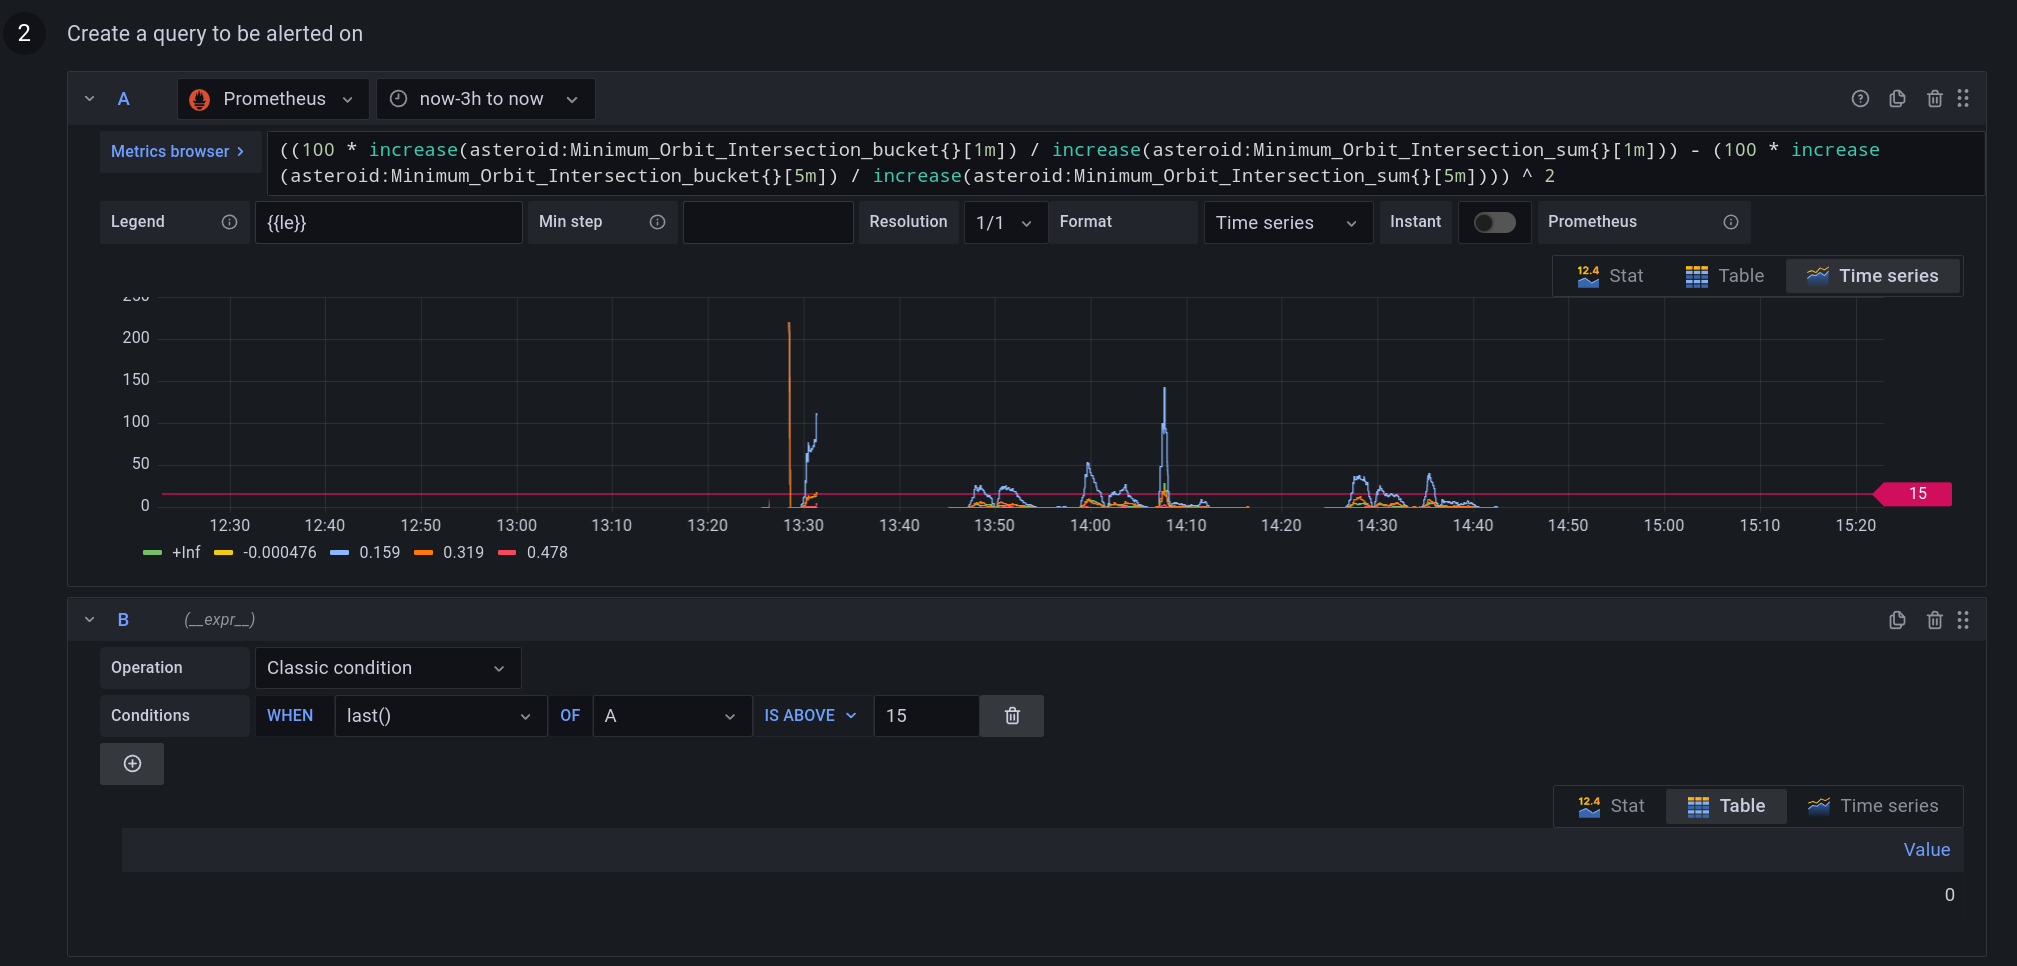 2 Create a query to be alerted on
A Prometheus now-3h to now
Metrics browser > ((100 * increase(asteroid:Minimum_Orbit_Intersection_bucket{}[1m]) / increase(asteroid:Minimum_Orbit_Intersection_sum{}[1m])) - (100 * increase
(asteroid:Minimum_Orbit_Intersection_bucket{}[5m]) / increase(asteroid:Minimum_Orbit_Intersection_sum{}[5m]))) ^ 2
Legend {{le}} Min step Resolution 1/1 Format Time series Instant Prometheus
12.4 Stat Table Time series
250
200
150
100
50
0
15
12:30 12:40 12:50 13:00 13:10 13:20 13:30 13:40 13:50 14:00 14:10 14:20 14:30 14:40 14:50 15:00 15:10 15:20
+Inf -0.000476 0.159 0.319 0.478
B (__expr__)
Operation Classic condition
Conditions WHEN last() OF A IS ABOVE 15
12.4 Stat Table Time series
Value
0